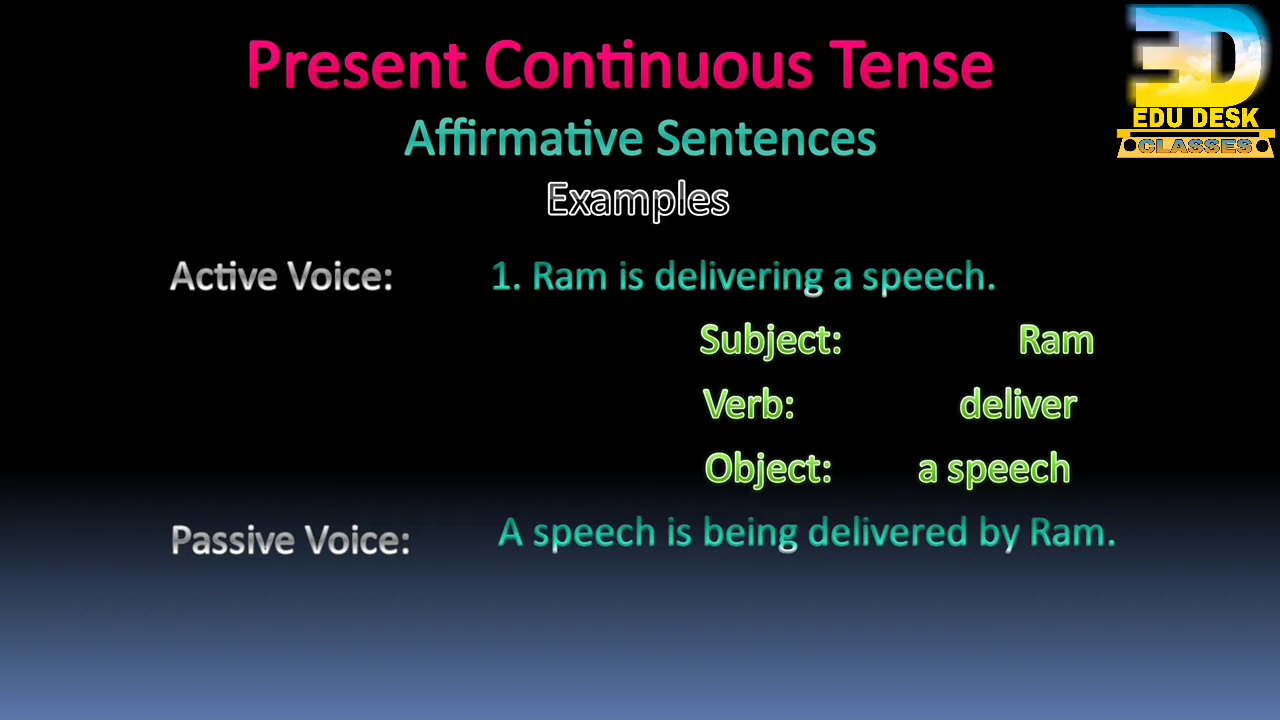 Present Continuous Tense
Affirmative Sentences
Examples
ED
EDU DESK
CLASSES
Active Voice: 1. Ram is delivering a speech.
Subject: Ram
Verb: deliver
Object: a speech
Passive Voice: A speech is being delivered by Ram.